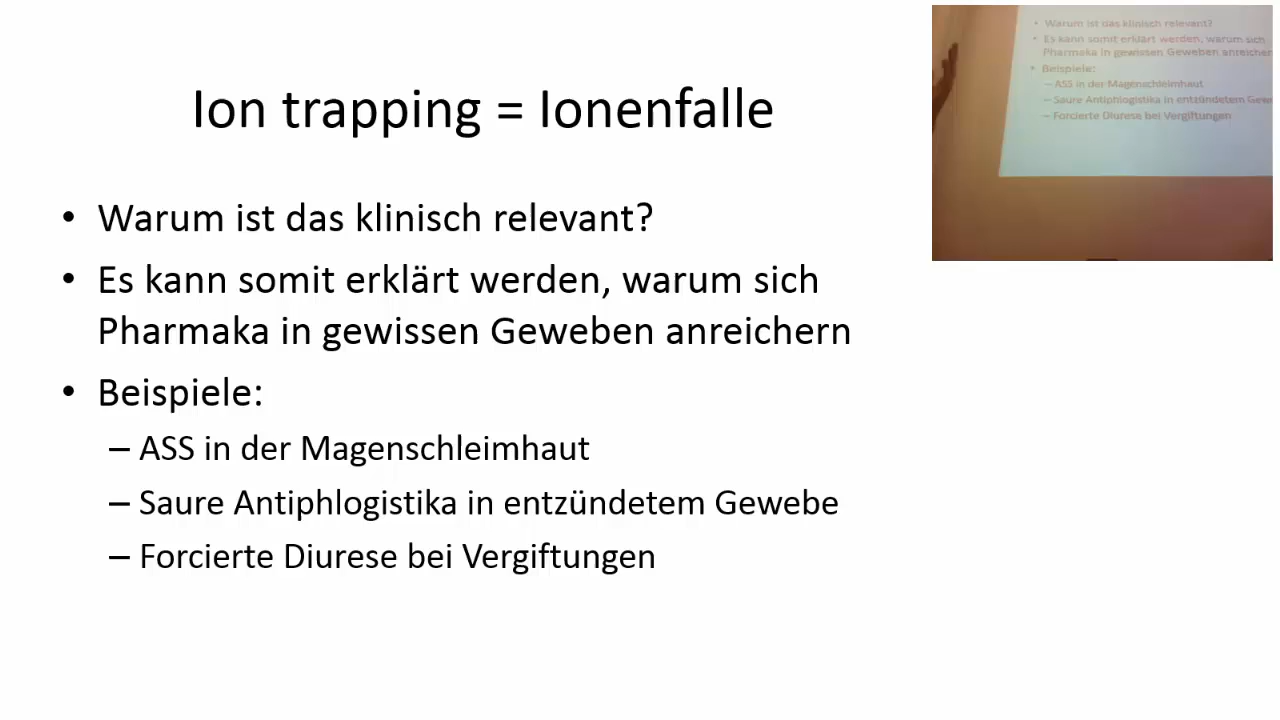 Ion trapping = Ionenfalle
• Warum ist das klinisch relevant?
• Es kann somit erklärt werden, warum sich
Pharmaka in gewissen Geweben anreichern
• Beispiele:
– ASS in der Magenschleimhaut
– Saure Antiphlogistika in entzündetem Gewebe
– Forcierte Diurese bei Vergiftungen
• Warum ist das klinisch relevant?
• Es kann somit erklärt werden, warum sich
Pharmaka in gewissen Geweben anreicher
• Beispiele:
– ASS in der Magenschleimhaut
– Saure Antiphlogistika in entzündetem Gewe
– Forcierte Diurese bei Vergiftungen